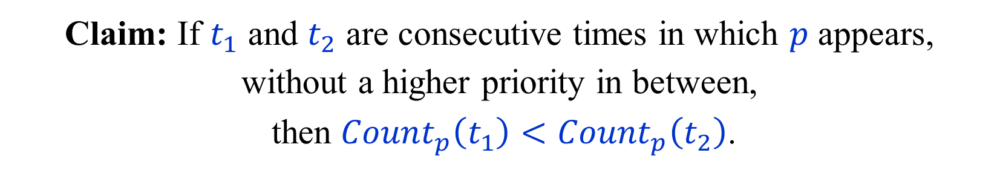 Claim: If t₁ and t₂ are consecutive times in which p appears,
without a higher priority in between,
then Countₚ(t₁) < Countₚ(t₂).